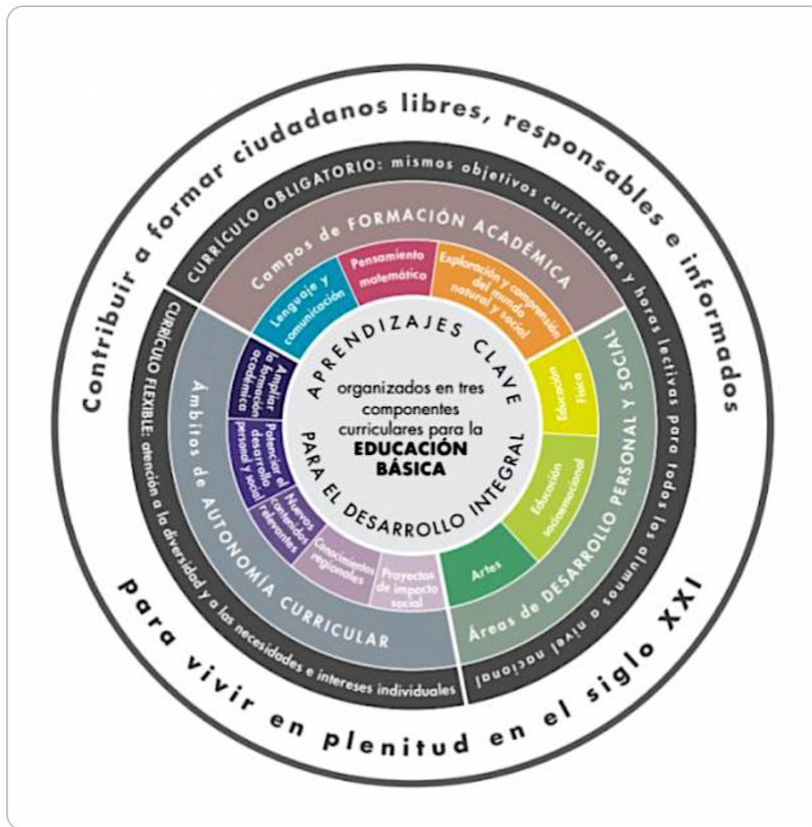 Contribuir a formar ciudadanos libres, responsables e informados
para vivir en plenitud en el siglo XXI
CURRÍCULO OBLIGATORIO: mismos objetivos curriculares y horas lectivas para todos los alumnos a nivel nacional
CURRÍCULO FLEXIBLE: atención a la diversidad y a las necesidades e intereses individuales
Campos de FORMACIÓN ACADÉMICA
Lenguaje y
comunicación
Pensamiento
matemático
Exploración y comprensión
del mundo
natural y social
Áreas de DESARROLLO PERSONAL Y SOCIAL
Educación
Física
Educación
socioemocional
Artes
Ámbitos de AUTONOMÍA CURRICULAR
Ampliar
la formación
académica
Potenciar el
desarrollo
personal y social
Nuevos
contenidos
relevantes
Conocimientos
regionales
Proyectos
de impacto
social
APRENDIZAJES CLAVE
organizados en tres
componentes
curriculares para la
EDUCACIÓN
BÁSICA
PARA EL DESARROLLO INTEGRAL